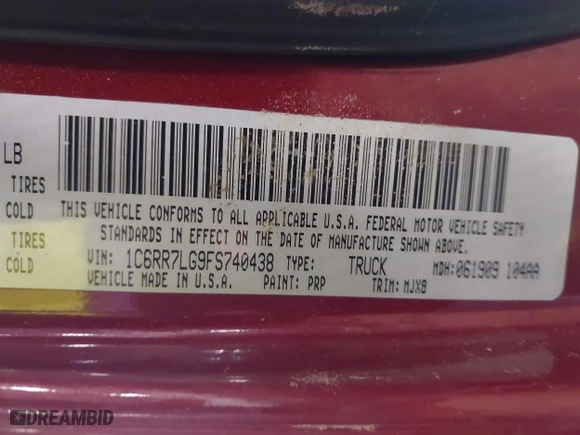 LB
TIRES
COLD THIS VEHICLE CONFORMS TO ALL APPLICABLE U.S.A. FEDERAL MOTOR VEHICLE SAFETY
TIRES STANDARDS IN EFFECT ON THE DATE OF MANUFACTURE SHOWN ABOVE.
COLD VIN: 1C6RR7LG9FS740438 TYPE: TRUCK MDH: 061909 104AA
VEHICLE MADE IN U.S.A. PAINT: PRP TRIM: MJX8
DREAMBID